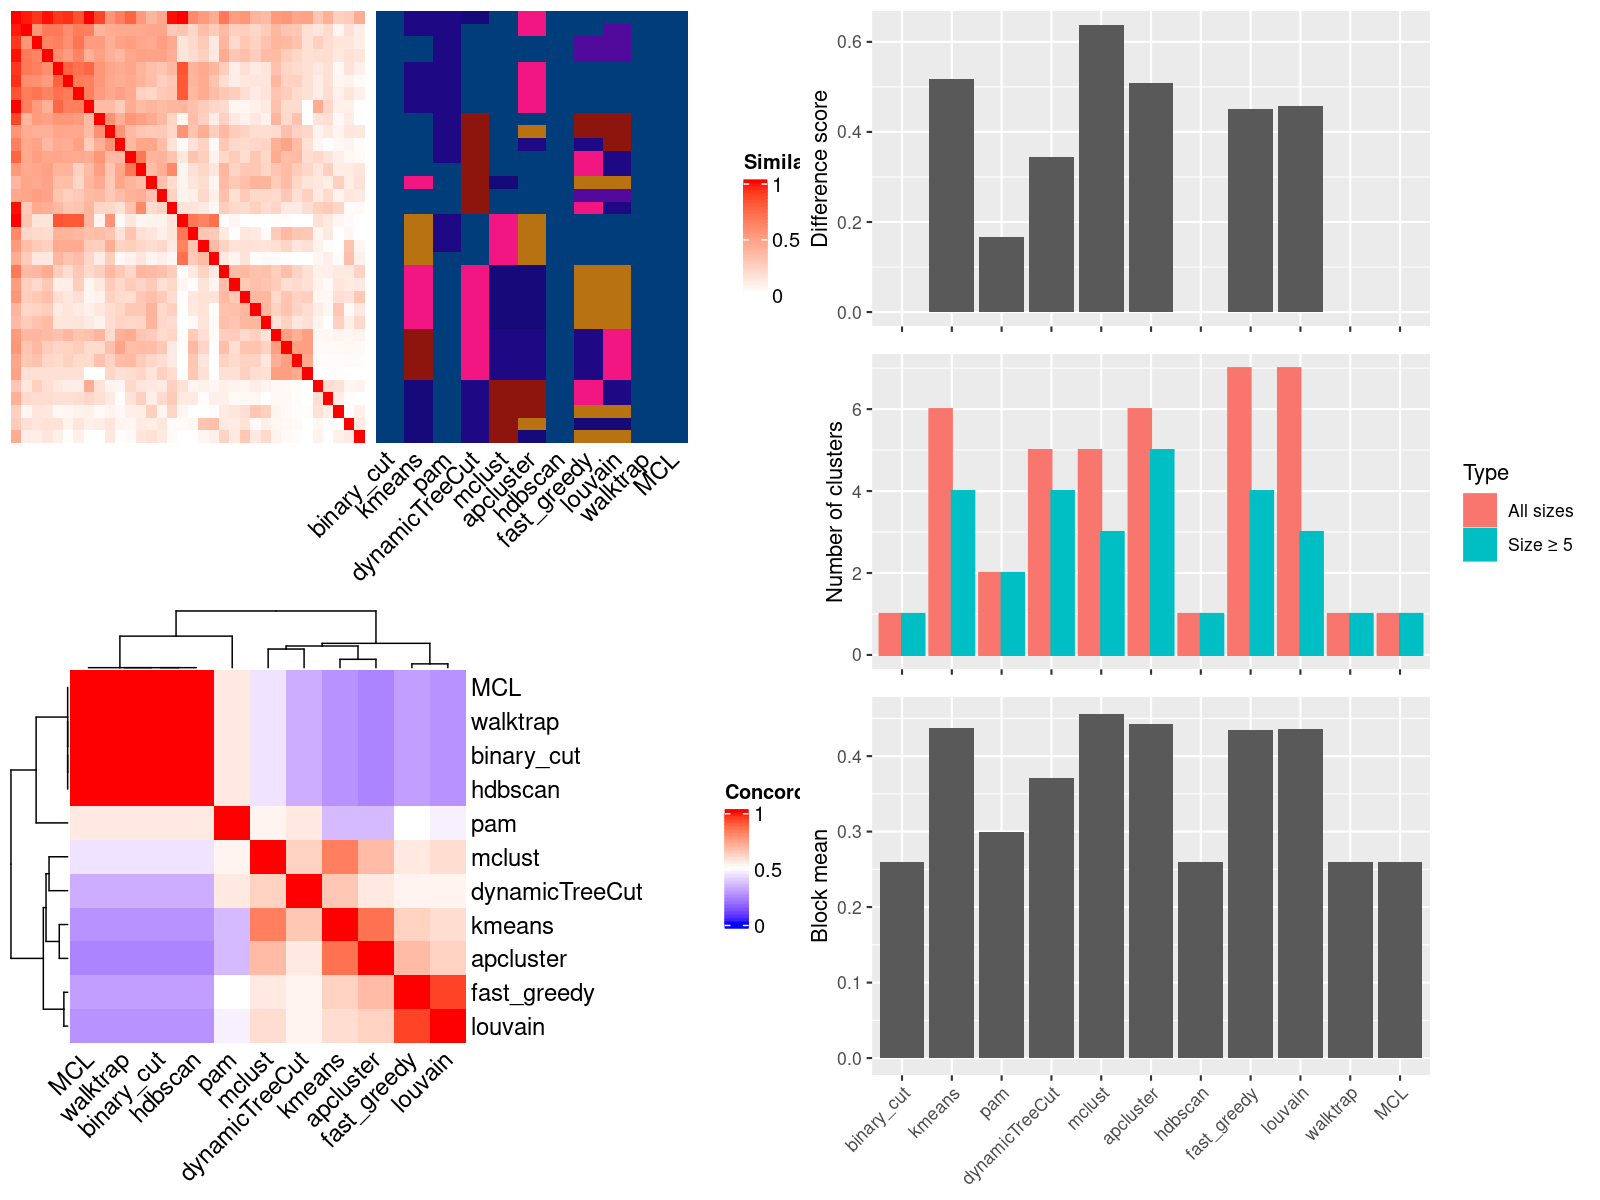 Simila
1
0.5
0
binary_cut
kmeans
pam
dynamicTreeCut
mclust
apcluster
hdbscan
fast_greedy
louvain
walktrap
MCL
MCL
walktrap
binary_cut
hdbscan
pam
mclust
dynamicTreeCut
kmeans
apcluster
fast_greedy
louvain
MCL
walktrap
binary_cut
hdbscan
pam
mclust
dynamicTreeCut
kmeans
apcluster
fast_greedy
louvain
Concord
1
0.5
0
Difference score
0.6
0.4
0.2
0.0
Number of clusters
6
4
2
0
Type
All sizes
Size ≥ 5
Block mean
0.4
0.3
0.2
0.1
0.0
binary_cut
kmeans
pam
dynamicTreeCut
mclust
apcluster
hdbscan
fast_greedy
louvain
walktrap
MCL